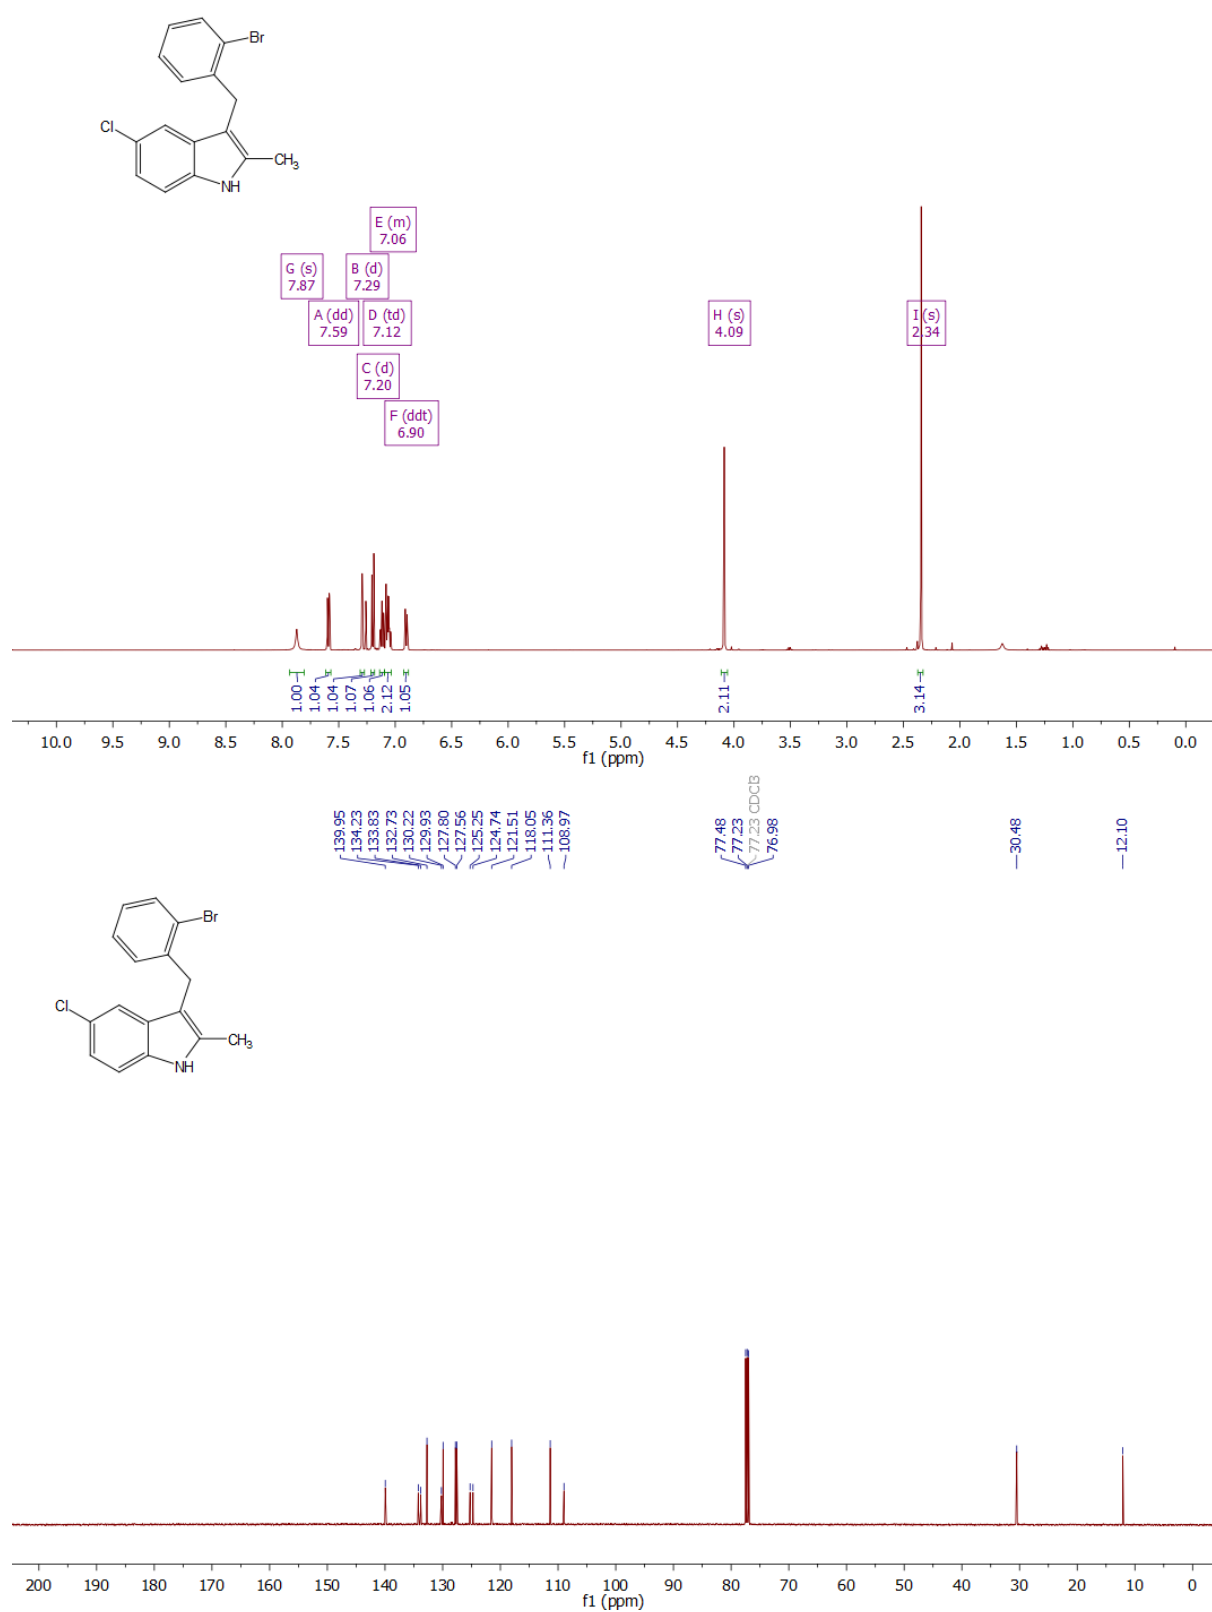 Br
Cl
CH3
NH
E (m)
7.06
G (s)
7.87
B (d)
7.29
A (dd)
7.59
D (td)
7.12
H (s)
4.09
I (s)
2.34
C (d)
7.20
F (ddt)
6.90
1.00
1.04
1.04
1.07
1.06
2.12
1.05
2.11
3.14
10.0 9.5 9.0 8.5 8.0 7.5 7.0 6.5 6.0 5.5 5.0 4.5 4.0 3.5 3.0 2.5 2.0 1.5 1.0 0.5 0.0
f1 (ppm)
139.95
134.23
133.83
132.73
130.22
129.93
127.80
127.56
125.25
124.74
121.51
118.05
111.36
108.97
77.48
77.23
77.23 CDCl3
76.98
30.48
12.10
Br
Cl
CH3
NH
200 190 180 170 160 150 140 130 120 110 100 90 80 70 60 50 40 30 20 10 0
f1 (ppm)